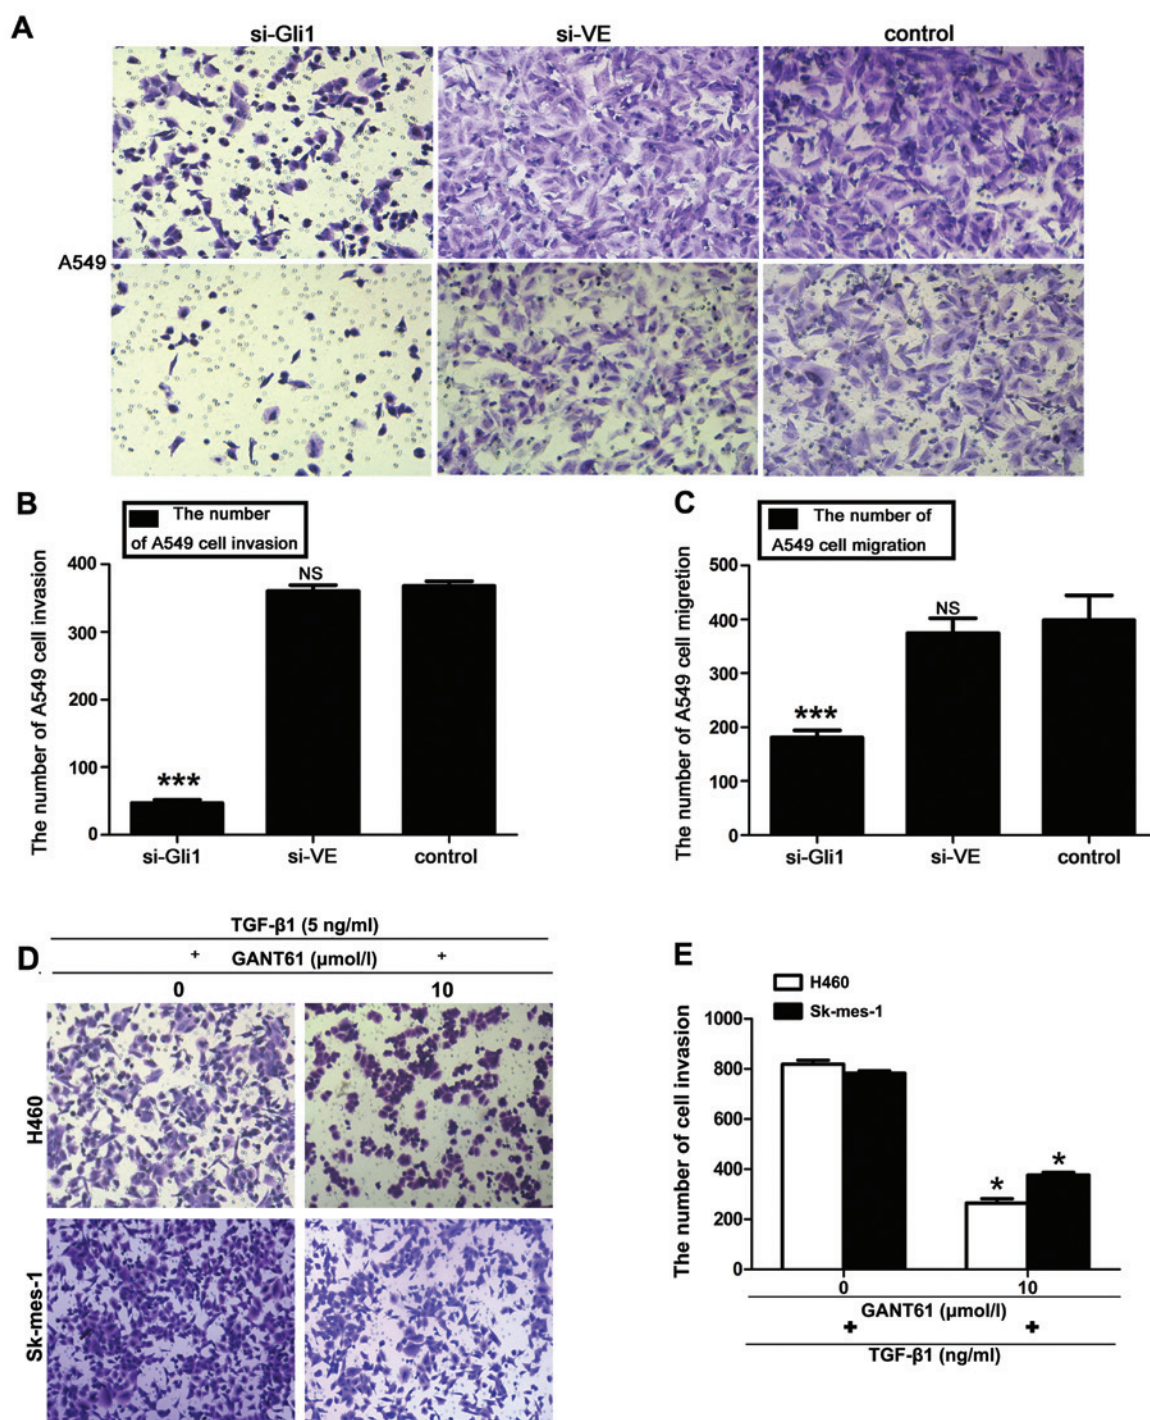 A
si-Gli1 si-VE control
A549
B
The number
of A549 cell invasion
The number of A549 cell invasion
400
300
200
100
0
NS
***
si-Gli1 si-VE control
C
The number of
A549 cell migration
The number of A549 cell migretion
500
400
300
200
100
0
NS
***
si-Gli1 si-VE control
D
TGF-β1 (5 ng/ml)
+ GANT61 (µmol/l) +
0 10
H460
Sk-mes-1
E
H460
Sk-mes-1
The number of cell invasion
1000
800
600
400
200
0
* *
0 10
GANT61 (µmol/l)
+ +
TGF-β1 (ng/ml)